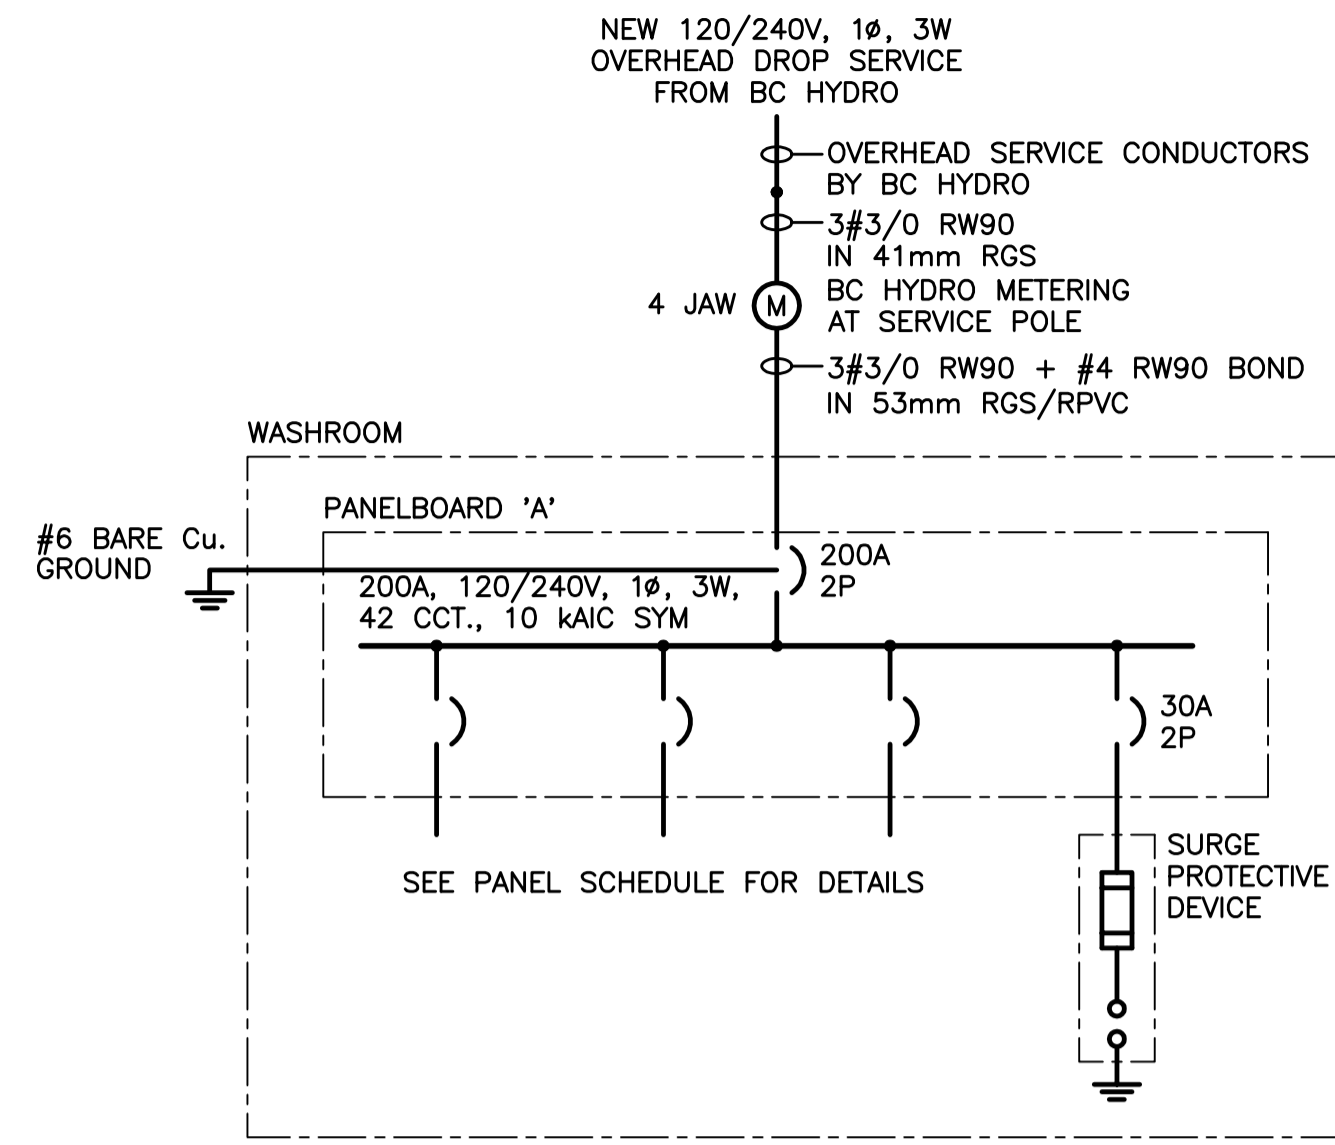 NEW 120/240V, 1ø, 3W
OVERHEAD DROP SERVICE
FROM BC HYDRO
OVERHEAD SERVICE CONDUCTORS
BY BC HYDRO
3#3/0 RW90
IN 41mm RGS
4 JAW
M
BC HYDRO METERING
AT SERVICE POLE
3#3/0 RW90 + #4 RW90 BOND
IN 53mm RGS/RPVC
WASHROOM
PANELBOARD 'A'
#6 BARE Cu.
GROUND
200A
2P
200A, 120/240V, 1ø, 3W,
42 CCT., 10 kAIC SYM
30A
2P
SEE PANEL SCHEDULE FOR DETAILS
SURGE
PROTECTIVE
DEVICE